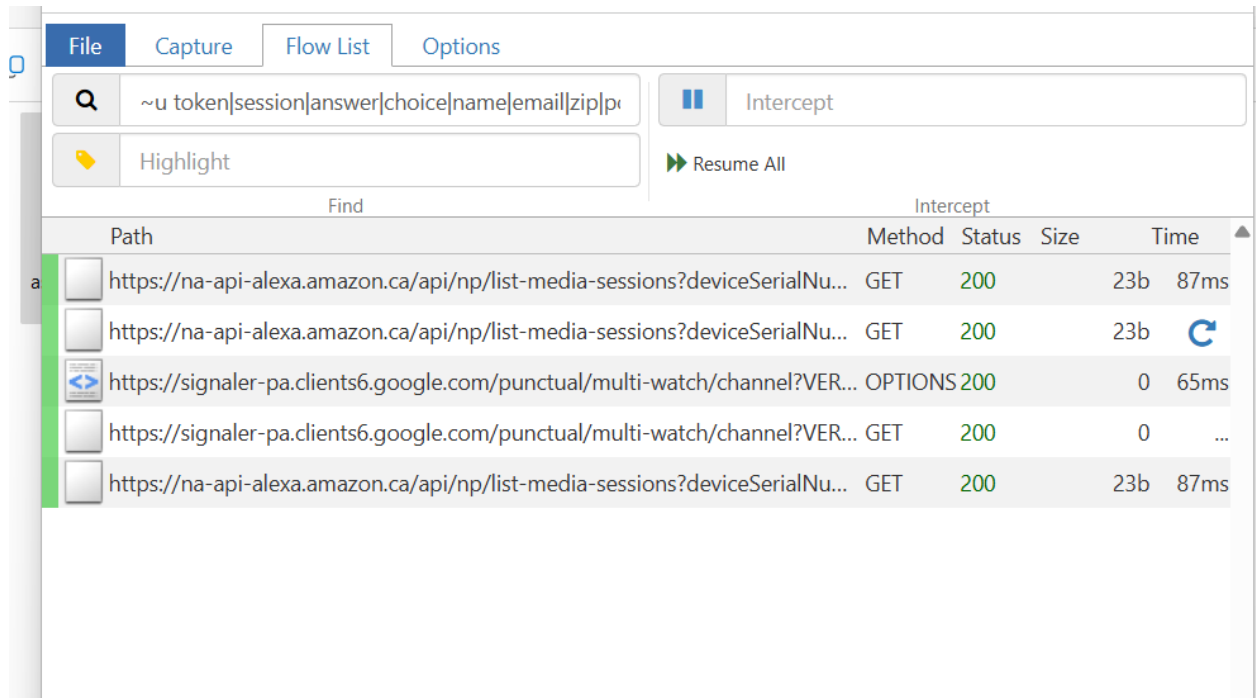 File Capture Flow List Options
~u token|session|answer|choice|name|email|zip|p
Intercept
Highlight
Resume All
Find
Intercept
Path Method Status Size Time
https://na-api-alexa.amazon.ca/api/np/list-media-sessions?deviceSerialNu... GET 200 23b 87ms
https://na-api-alexa.amazon.ca/api/np/list-media-sessions?deviceSerialNu... GET 200 23b
https://signaler-pa.clients6.google.com/punctual/multi-watch/channel?VER... OPTIONS 200 0 65ms
https://signaler-pa.clients6.google.com/punctual/multi-watch/channel?VER... GET 200 0 ...
https://na-api-alexa.amazon.ca/api/np/list-media-sessions?deviceSerialNu... GET 200 23b 87ms